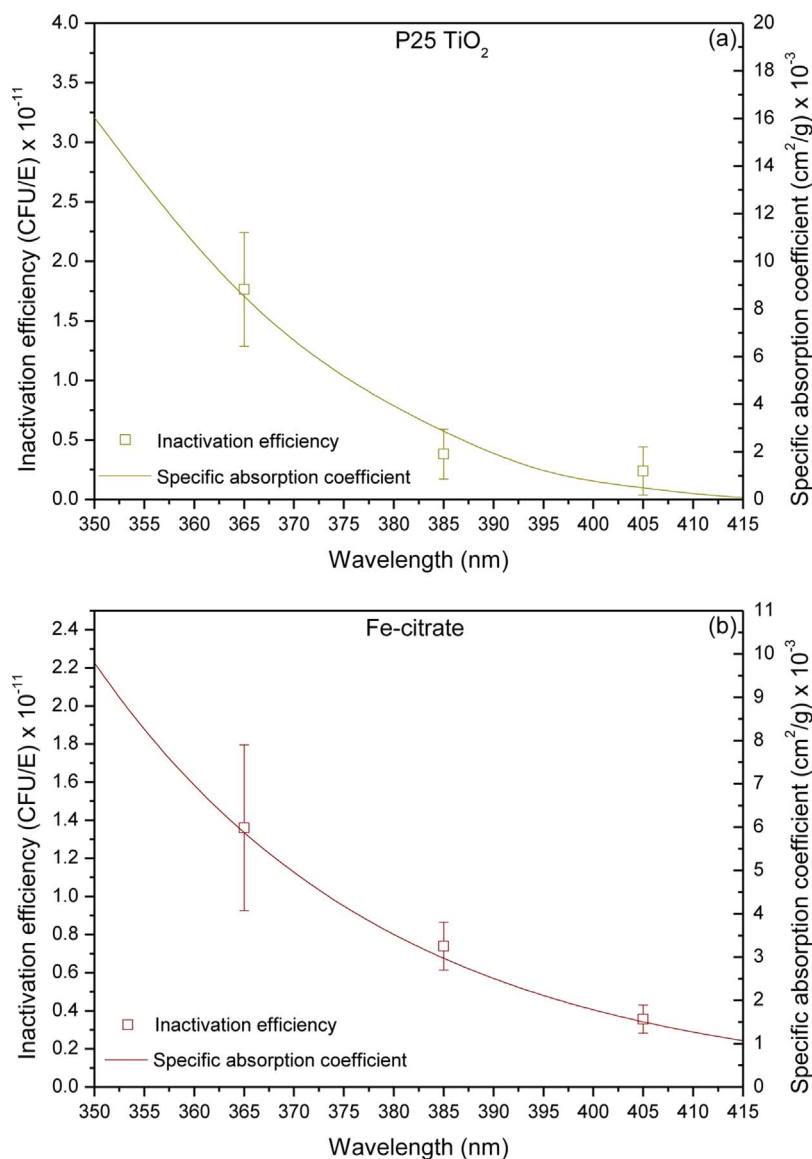 P25 TiO₂
(a)
Inactivation efficiency (CFU/E) x 10⁻¹¹
4.0
3.5
3.0
2.5
2.0
1.5
1.0
0.5
0.0
Specific absorption coefficient (cm²/g) x 10⁻³
20
18
16
14
12
10
8
6
4
2
0
Inactivation efficiency
Specific absorption coefficient
350 355 360 365 370 375 380 385 390 395 400 405 410 415
Wavelength (nm)
Fe-citrate
(b)
Inactivation efficiency (CFU/E) x 10⁻¹¹
2.4
2.2
2.0
1.8
1.6
1.4
1.2
1.0
0.8
0.6
0.4
0.2
0.0
Specific absorption coefficient (cm²/g) x 10⁻³
11
10
9
8
7
6
5
4
3
2
1
0
Inactivation efficiency
Specific absorption coefficient
350 355 360 365 370 375 380 385 390 395 400 405 410 415
Wavelength (nm)